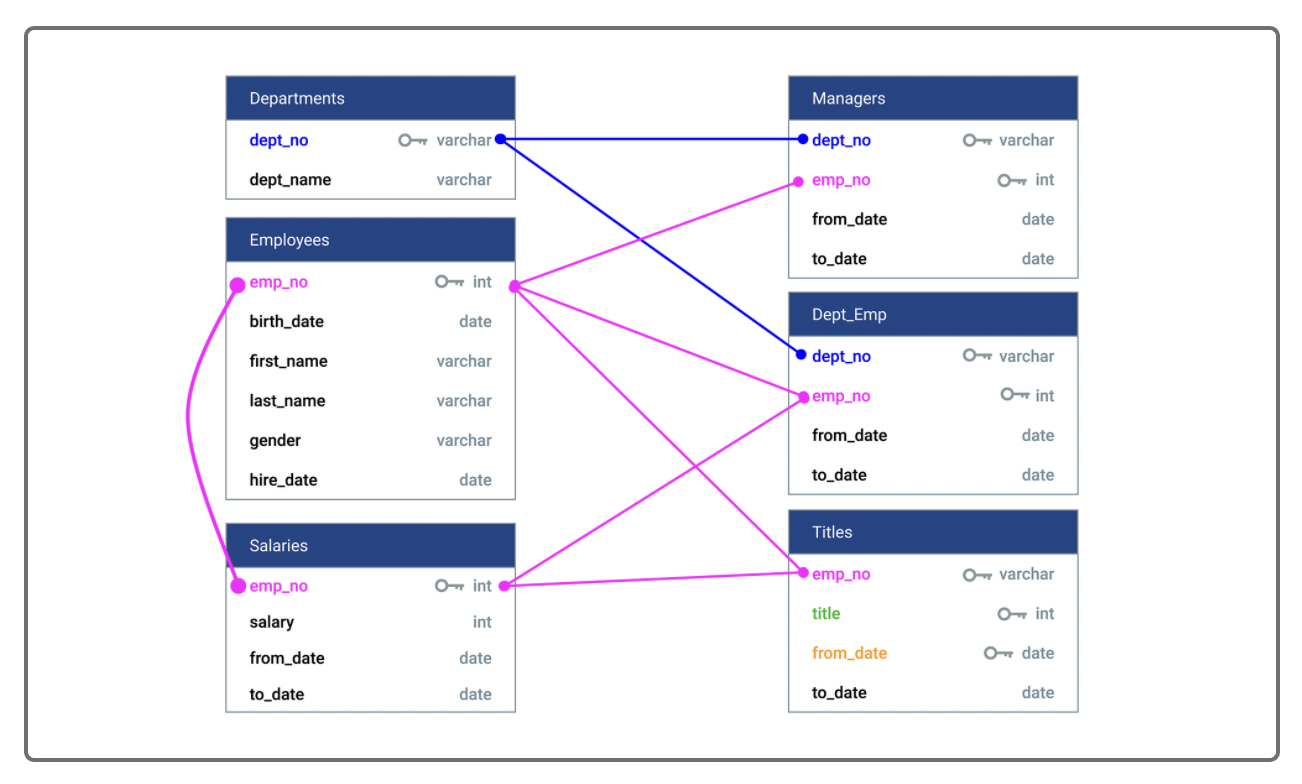 Departments
dept_no varchar
dept_name varchar
Employees
emp_no int
birth_date date
first_name varchar
last_name varchar
gender varchar
hire_date date
Salaries
emp_no int
salary int
from_date date
to_date date
Managers
dept_no varchar
emp_no int
from_date date
to_date date
Dept_Emp
dept_no varchar
emp_no int
from_date date
to_date date
Titles
emp_no varchar
title int
from_date date
to_date date